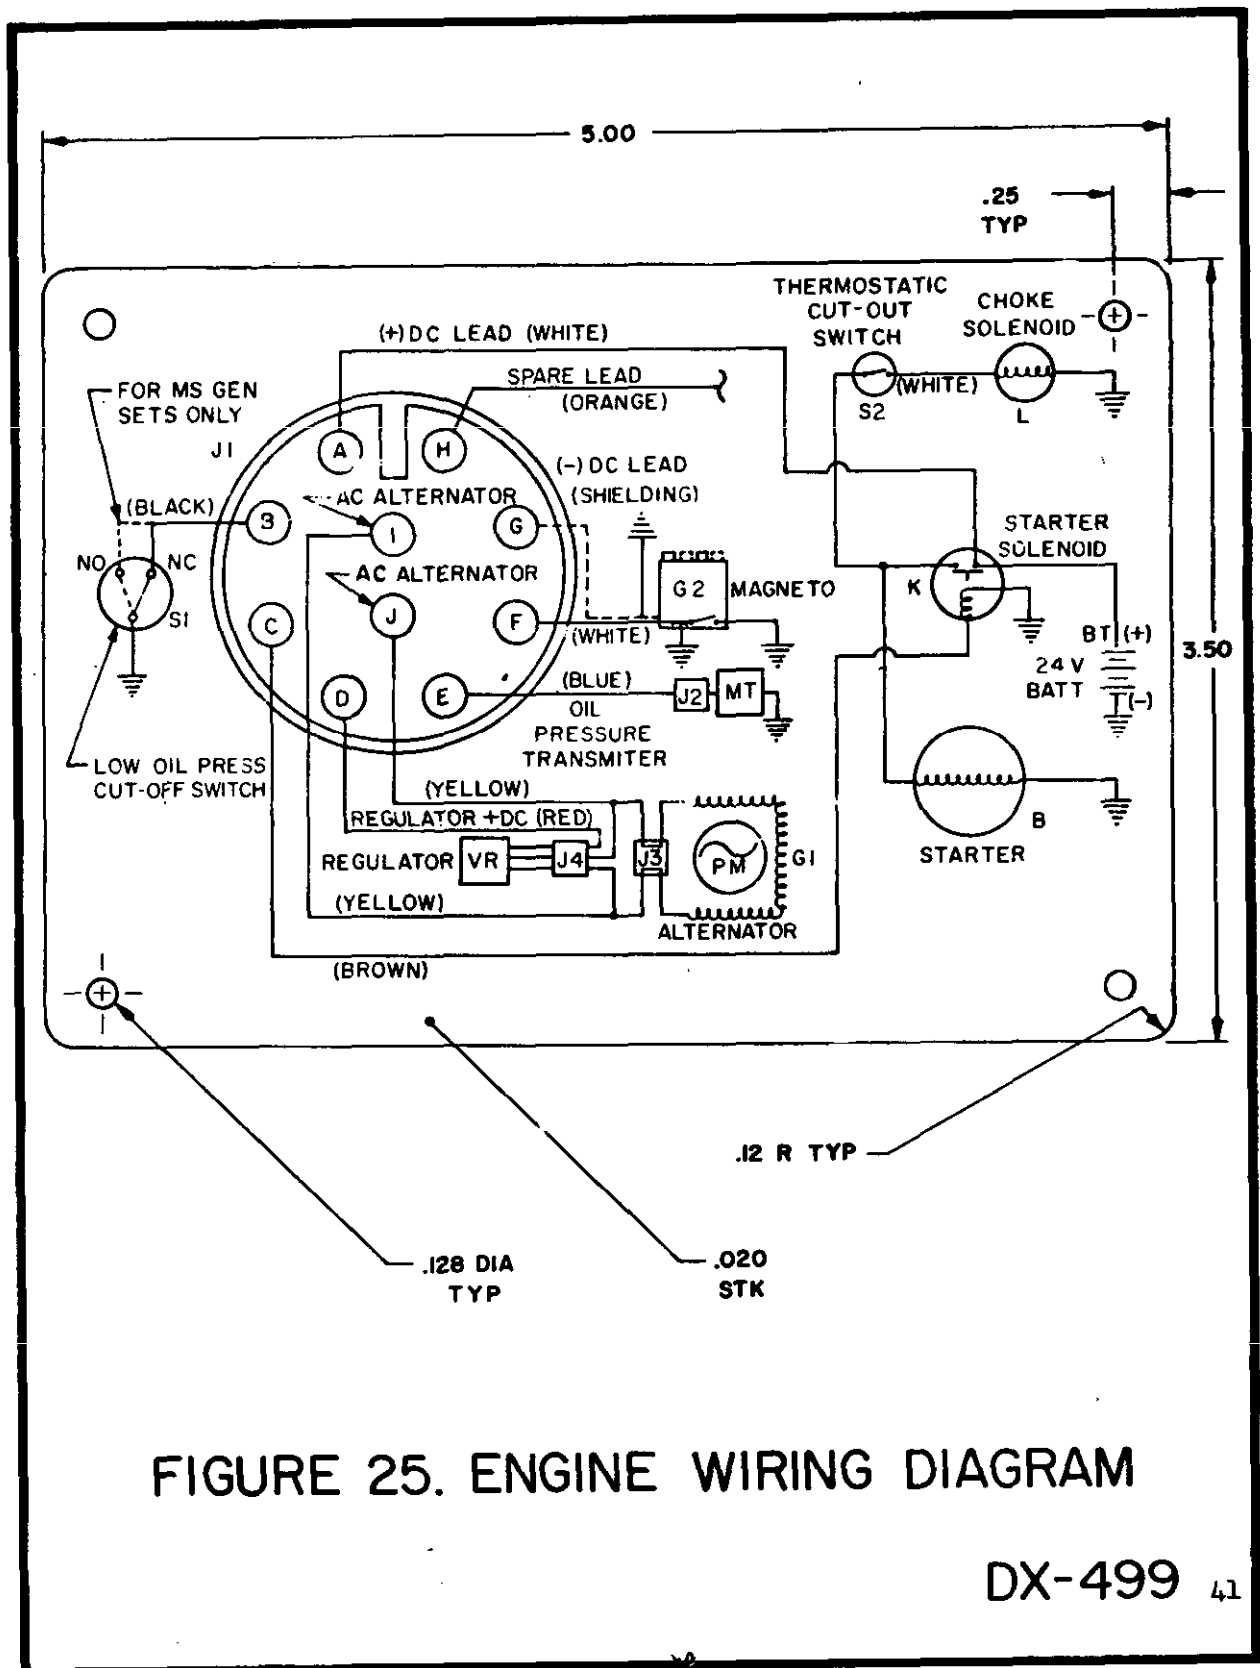 5.00
.25
TYP
THERMOSTATIC
CUT-OUT
SWITCH
CHOKE
SOLENOID
(+) DC LEAD (WHITE)
SPARE LEAD
(ORANGE)
(WHITE)
S2
L
FOR MS GEN
SETS ONLY
J1
A
H
(-) DC LEAD
(SHIELDING)
(BLACK)
B
AC ALTERNATOR
I
G
STARTER
SOLENOID
NO
NC
AC ALTERNATOR
G2
MAGNETO
K
S1
C
J
F
(WHITE)
BT (+)
24 V
BATT
(-)
3.50
D
E
(BLUE)
OIL
PRESSURE
TRANSMITER
J2
MT
LOW OIL PRESS
CUT-OFF SWITCH
(YELLOW)
REGULATOR +DC (RED)
REGULATOR
VR
J4
J3
PM
G1
B
STARTER
(YELLOW)
ALTERNATOR
(BROWN)
.12 R TYP
.128 DIA
TYP
.020
STK
FIGURE 25. ENGINE WIRING DIAGRAM
DX-499
41